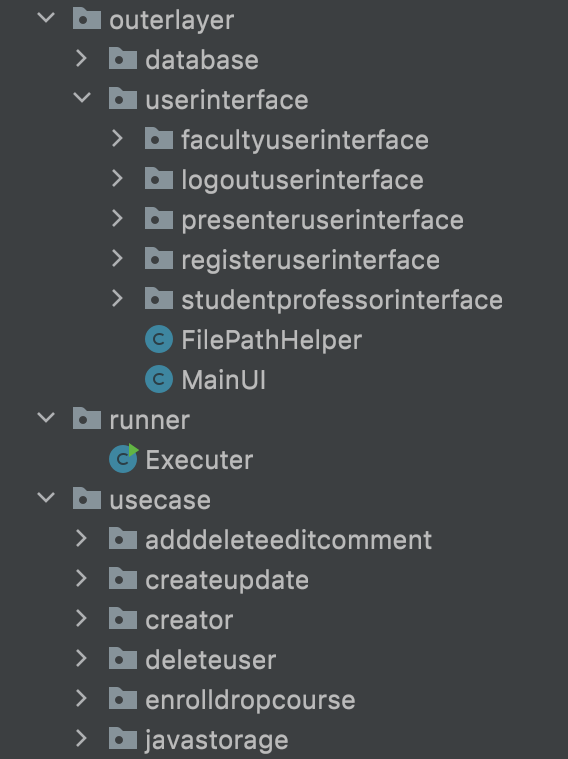 outerlayer
database
userinterface
facultyuserinterface
logoutuserinterface
presenteruserinterface
registeruserinterface
studentprofessorinterface
C FilePathHelper
C MainUI
runner
C Executer
usecase
adddeleteeditcomment
createupdate
creator
deleteuser
enrolldropcourse
javastorage